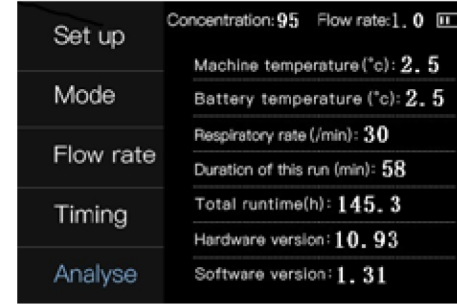 Concentration:95 Flow rate:1.0
Set up
Machine temperature(°c): 2.5
Mode
Battery temperature (°c): 2.5
Respiratory rate (/min): 30
Flow rate
Duration of this run (min): 58
Timing
Total runtime(h): 145.3
Hardware version: 10.93
Analyse
Software version: 1.31